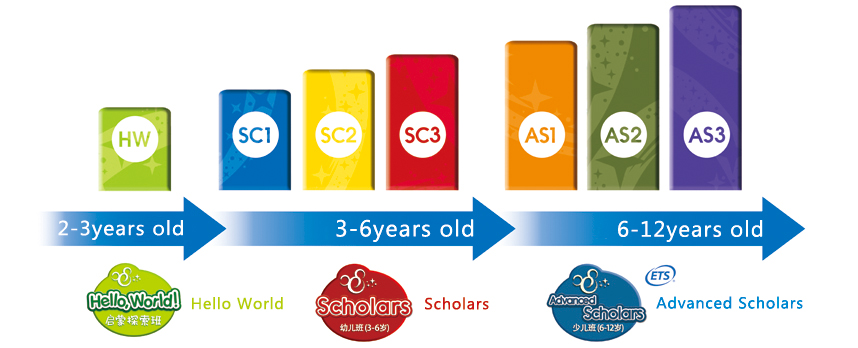 HW
SC1
SC2
SC3
AS1
AS2
AS3
2-3years old
3-6years old
6-12years old
Hello,World!
启蒙探索班
Hello World
Scholars
幼儿班(3-6岁)
Scholars
Advanced
Scholars
少儿班(6-12岁)
ETS
Advanced Scholars